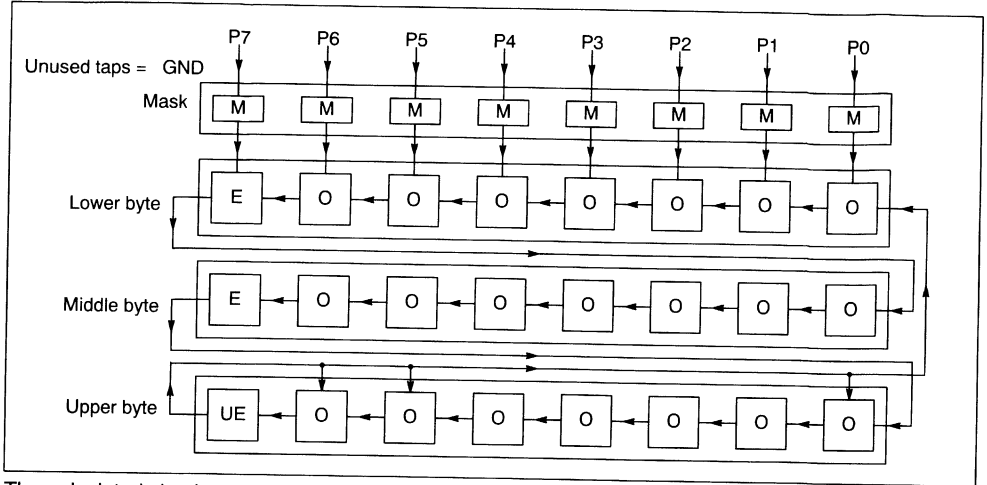 P7 P6 P5 P4 P3 P2 P1 P0
Unused taps = GND
Mask M M M M M M M M
Lower byte E O O O O O O O
Middle byte E O O O O O O O
Upper byte UE O O O O O O O